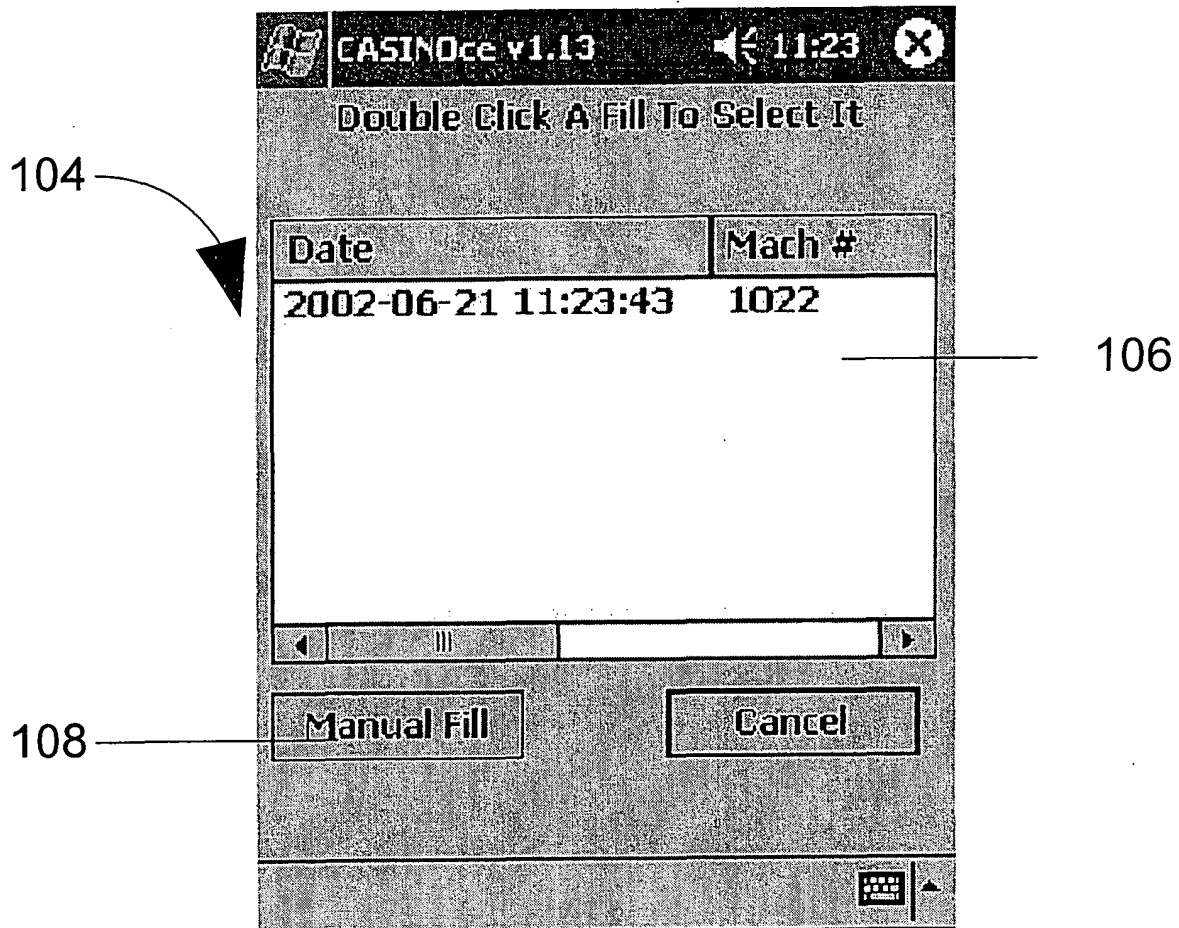 CASINOce v1.13 11:23
Double Click A Fill To Select It
104
Date Mach #
2002-06-21 11:23:43 1022
106
Manual Fill Cancel
108